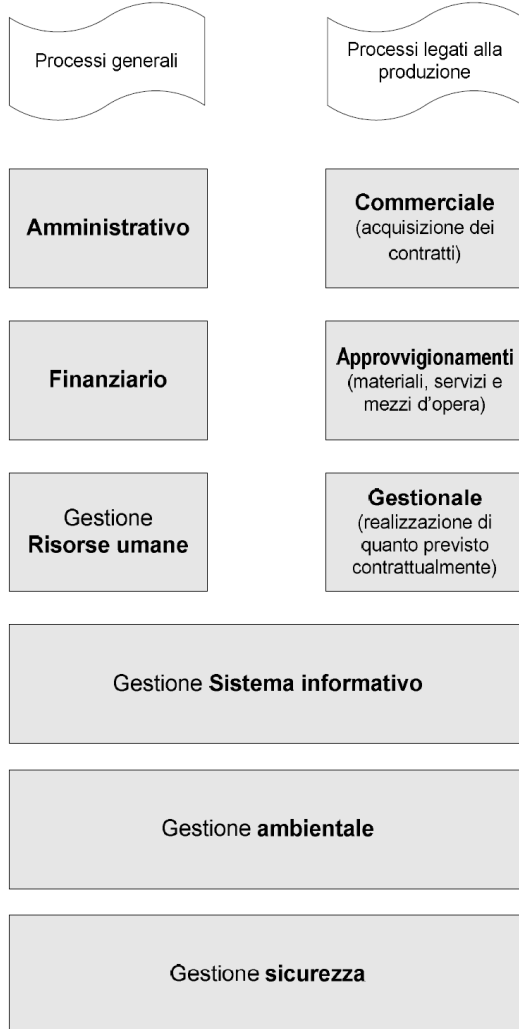 Processi generali
Processi legati alla
produzione
Amministrativo
Commerciale
(acquisizione dei
contratti)
Finanziario
Approvvigionamenti
(materiali, servizi e
mezzi d'opera)
Gestione
Risorse umane
Gestionale
(realizzazione di
quanto previsto
contrattualmente)
Gestione Sistema informativo
Gestione ambientale
Gestione sicurezza